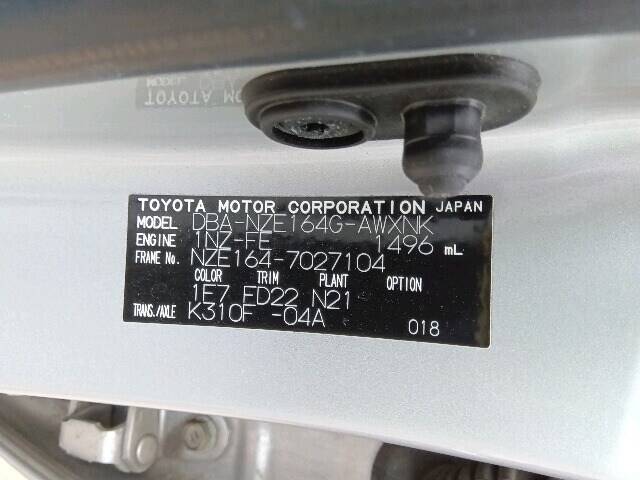 TOYOTA MOTOR CORPORATION JAPAN
MODEL DBA-NZE164G-AWXNK
ENGINE 1NZ-FE 1496 mL
FRAME No. NZE164-7027104
COLOR TRIM PLANT OPTION
1E7 FD22 N21
TRANS./AXLE K310F -04A
018